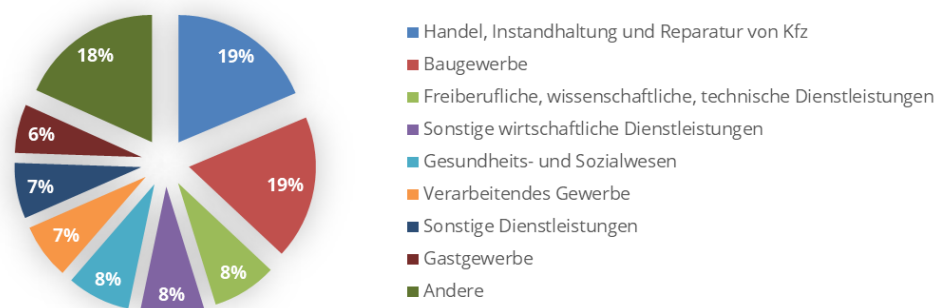 18%
19%
6%
7%
19%
7%
8%
8%
8%
Handel, Instandhaltung und Reparatur von Kfz
Baugewerbe
Freiberufliche, wissenschaftliche, technische Dienstleistungen
Sonstige wirtschaftliche Dienstleistungen
Gesundheits- und Sozialwesen
Verarbeitendes Gewerbe
Sonstige Dienstleistungen
Gastgewerbe
Andere